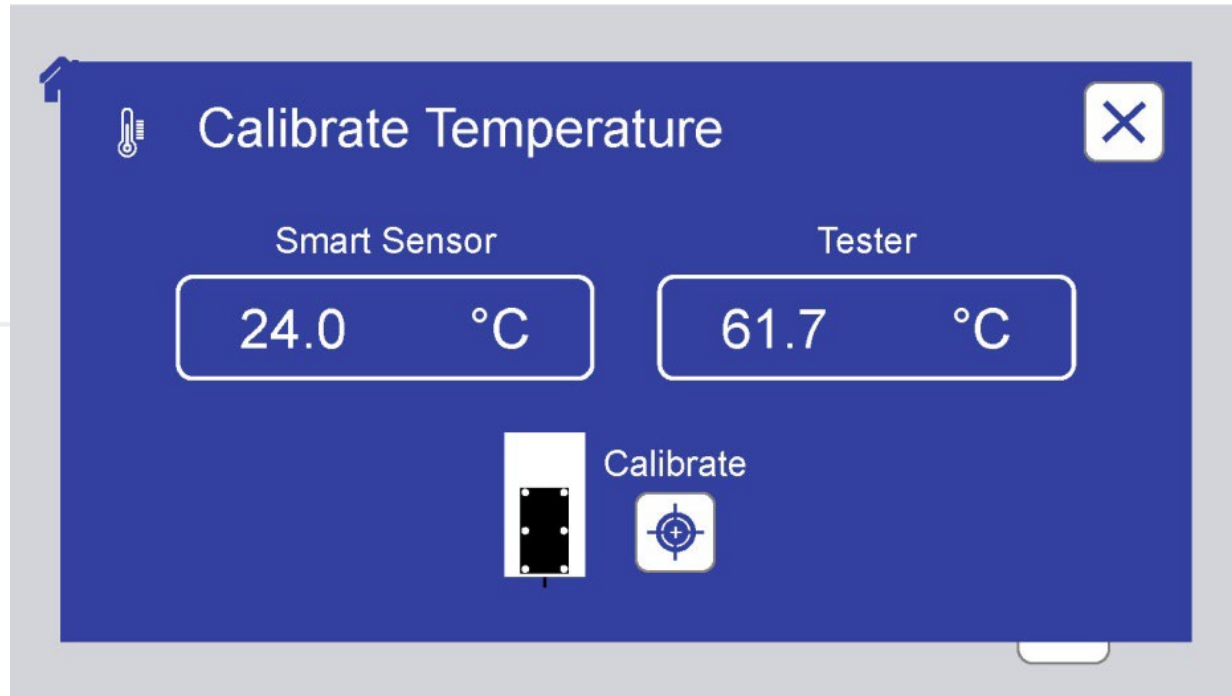 Calibrate Temperature
Smart Sensor
Tester
24.0 °C
61.7 °C
Calibrate